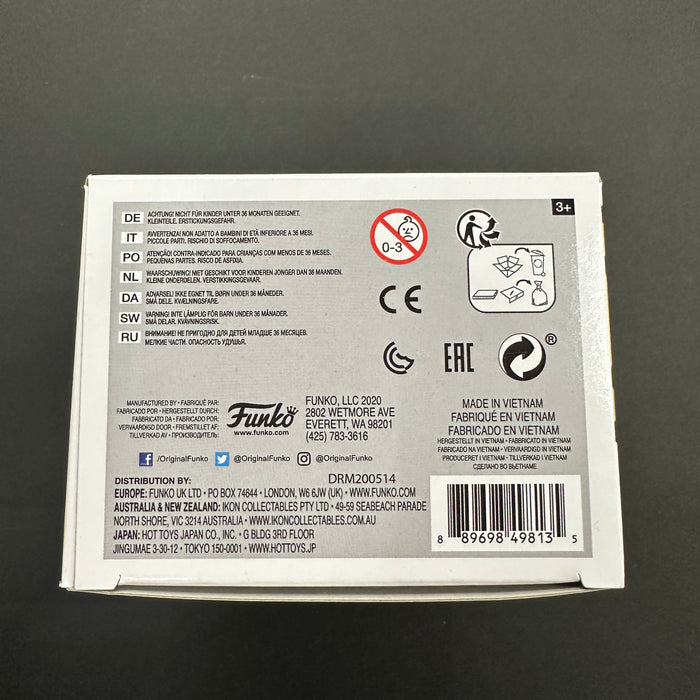 3+
DE ACHTUNG! NICHT FÜR KINDER UNTER 36 MONATEN GEEIGNET.
KLEINTEILE. ERSTICKUNGSGEFAHR.
IT AVVERTENZA! NON ADATTO A BAMBINI DI ETÀ INFERIORE A 36 MESI.
PICCOLE PARTI. RISCHIO DI SOFFOCAMENTO.
PO ATENCÃO! CONTRA-INDICADO PARA CRIANÇAS COM MENOS DE 36 MESES.
PEQUENAS PARTES. RISCO DE ASFIXIA.
NL WAARSCHUWING! NIET GESCHIKT VOOR KINDEREN JONGER DAN 36 MAANDEN.
KLEINE ONDERDELEN. VERSTIKKINGSGEVAAR.
DA ADVARSEL! IKKE EGNET TIL BØRN UNDER 36 MÅNEDER.
SMÅ DELE. KVÆLNINGSFARE.
SW VARNING! INTE LÄMPLIG FÖR BARN UNDER 36 MÅNADER.
SMÅ DELAR. KVÄVNINGSRISK.
RU ВНИМАНИЕ! НЕ ПРИГОДНО ДЛЯ ДЕТЕЙ МЛАДШЕ 36 МЕСЯЦЕВ.
МЕЛКИЕ ЧАСТИ. ОПАСНОСТЬ УДУШЬЯ.
0-3
CE
EAC
®
MANUFACTURED BY • FABRIQUÉ PAR:
FABRICADO POR • HERGESTELLT DURCH:
FABBRICATO DA • FABRICADO POR:
VERVAARDIGD DOOR • FREMSTILLET AF:
TILLVERKAD AV • ПРОИЗВОДИТЕЛЬ:
Funko
www.funko.com
FUNKO, LLC 2020
2802 WETMORE AVE
EVERETT, WA 98201
(425) 783-3616
MADE IN VIETNAM
FABRIQUÉ EN VIETNAM
FABRICADO EN VIETNAM
HERGESTELLT IN VIETNAM • FABBRICATO IN VIETNAM
FABRICADO NA VIETNAM • VERVAARDIGD IN VIETNAM
PRODUCERET I VIETNAM • TILLVERKAD I VIETNAM
СДЕЛАНО ВО ВЬЕТНАМЕ
f /OriginalFunko @OriginalFunko @OriginalFunko
DRM200514
DISTRIBUTION BY:
EUROPE: FUNKO UK LTD • PO BOX 74644 • LONDON, W6 6JW (UK) • WWW.FUNKO.COM
AUSTRALIA & NEW ZEALAND: IKON COLLECTABLES PTY LTD • 49-59 SEABEACH PARADE
NORTH SHORE, VIC 3214 AUSTRALIA • WWW.IKONCOLLECTABLES.COM.AU
JAPAN: HOT TOYS JAPAN CO., INC. • G BLDG 3RD FLOOR
JINGUMAE 3-30-12 • TOKYO 150-0001 • WWW.HOTTOYS.JP
8 89698 49813 5